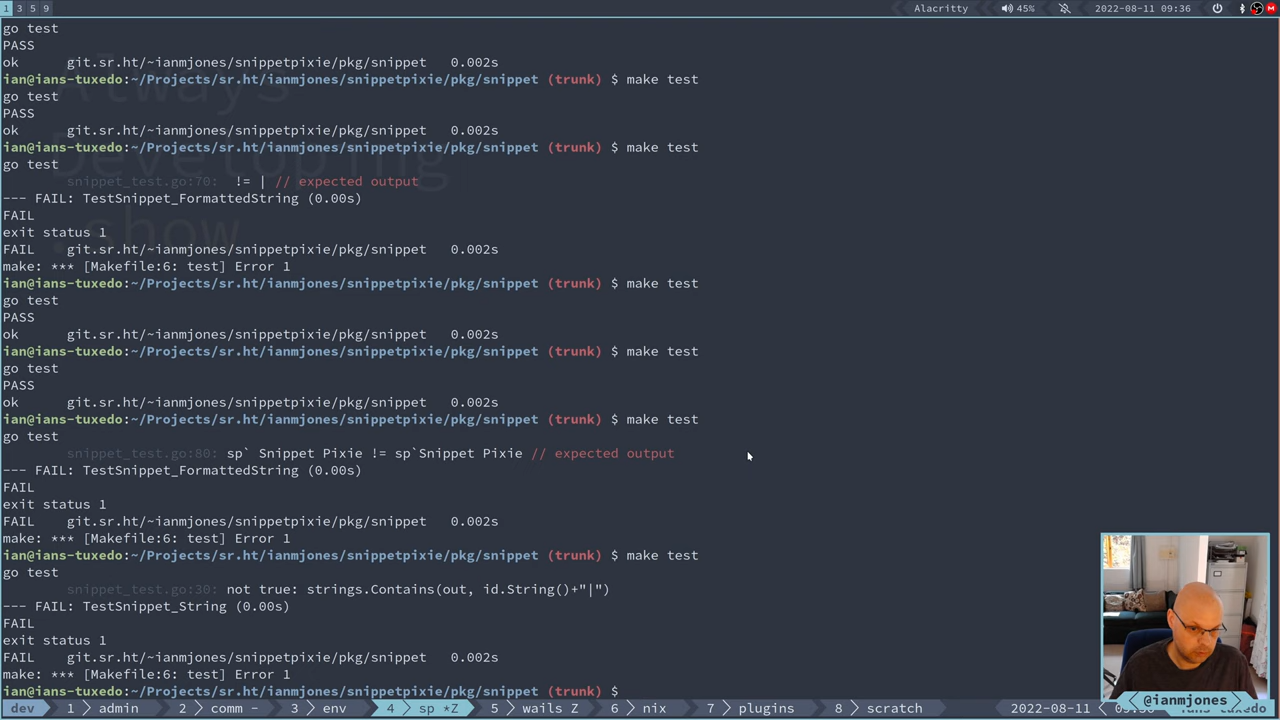 1 3 5 9 Alacritty 45% 2022-08-11 09:36
go test
PASS
ok git.sr.ht/~ianmjones/snippetpixie/pkg/snippet 0.002s
ian@ians-tuxedo:~/Projects/sr.ht/ianmjones/snippetpixie/pkg/snippet (trunk) $ make test
go test
Always
PASS
ok git.sr.ht/~ianmjones/snippetpixie/pkg/snippet 0.002s
ian@ians-tuxedo:~/Projects/sr.ht/ianmjones/snippetpixie/pkg/snippet (trunk) $ make test
Developing
go test
snippet_test.go:70: != | // expected output
--- FAIL: TestSnippet_FormattedString (0.00s)
FAIL
.show
exit status 1
FAIL git.sr.ht/~ianmjones/snippetpixie/pkg/snippet 0.002s
make: *** [Makefile:6: test] Error 1
ian@ians-tuxedo:~/Projects/sr.ht/ianmjones/snippetpixie/pkg/snippet (trunk) $ make test
go test
PASS
ok git.sr.ht/~ianmjones/snippetpixie/pkg/snippet 0.002s
ian@ians-tuxedo:~/Projects/sr.ht/ianmjones/snippetpixie/pkg/snippet (trunk) $ make test
go test
PASS
ok git.sr.ht/~ianmjones/snippetpixie/pkg/snippet 0.002s
ian@ians-tuxedo:~/Projects/sr.ht/ianmjones/snippetpixie/pkg/snippet (trunk) $ make test
go test
snippet_test.go:80: sp` Snippet Pixie != sp`Snippet Pixie // expected output
--- FAIL: TestSnippet_FormattedString (0.00s)
FAIL
exit status 1
FAIL git.sr.ht/~ianmjones/snippetpixie/pkg/snippet 0.002s
make: *** [Makefile:6: test] Error 1
ian@ians-tuxedo:~/Projects/sr.ht/ianmjones/snippetpixie/pkg/snippet (trunk) $ make test
go test
snippet_test.go:30: not true: strings.Contains(out, id.String()+"|")
--- FAIL: TestSnippet_String (0.00s)
FAIL
exit status 1
FAIL git.sr.ht/~ianmjones/snippetpixie/pkg/snippet 0.002s
make: *** [Makefile:6: test] Error 1
ian@ians-tuxedo:~/Projects/sr.ht/ianmjones/snippetpixie/pkg/snippet (trunk) $
@ianmjones
dev 1 admin 2 comm - 3 env 4 sp *Z 5 wails Z 6 nix 7 plugins 8 scratch 2022-08-11